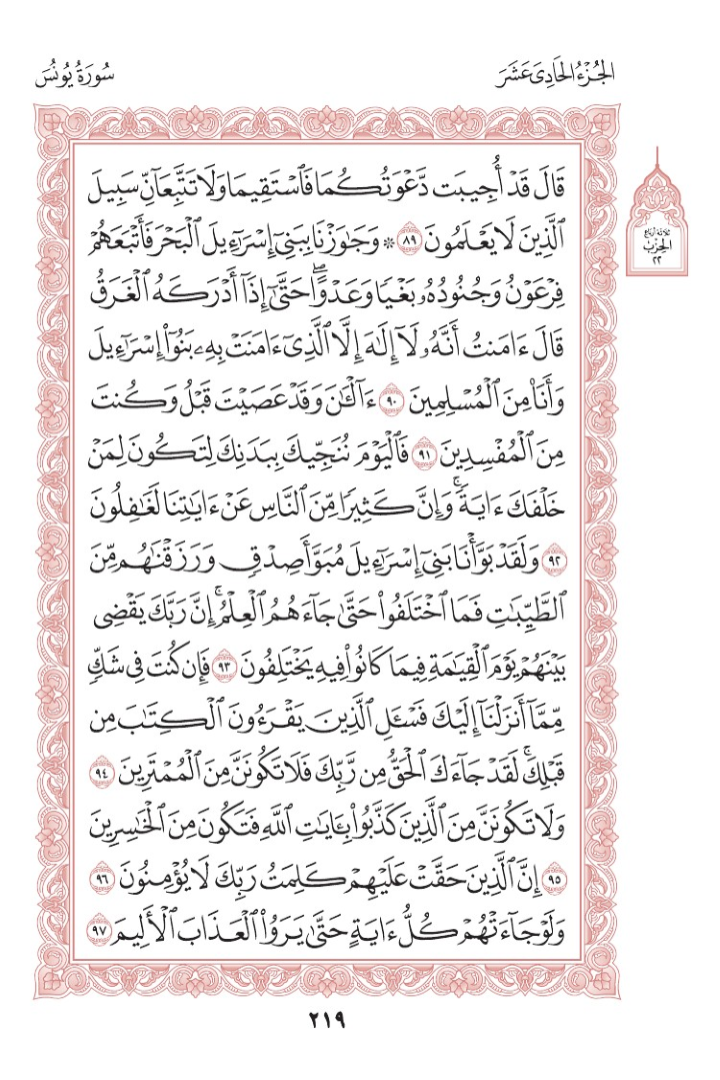 سُورَةُ يُونُسَ
الجُزْءُ الحَادِىَ عَشَرَ
قَالَ قَدْ أُجِيبَت دَّعْوَتُكُمَا فَٱسْتَقِيمَا وَلَا تَتَّبِعَآنِّ سَبِيلَ
ٱلَّذِينَ لَا يَعْلَمُونَ ٨٩ ۞ وَجَٰوَزْنَا بِبَنِىٓ إِسْرَٰٓءِيلَ ٱلْبَحْرَ فَأَتْبَعَهُمْ
فِرْعَوْنُ وَجُنُودُهُۥ بَغْيًا وَعَدْوًا ۖ حَتَّىٰٓ إِذَآ أَدْرَكَهُ ٱلْغَرَقُ
قَالَ ءَامَنتُ أَنَّهُۥ لَآ إِلَٰهَ إِلَّا ٱلَّذِىٓ ءَامَنَتْ بِهِۦ بَنُوٓا۟ إِسْرَٰٓءِيلَ
وَأَنَا۠ مِنَ ٱلْمُسْلِمِينَ ٩٠ ءَآلْـَٰٔنَ وَقَدْ عَصَيْتَ قَبْلُ وَكُنتَ
مِنَ ٱلْمُفْسِدِينَ ٩١ فَٱلْيَوْمَ نُنَجِّيكَ بِبَدَنِكَ لِتَكُونَ لِمَنْ
خَلْفَكَ ءَايَةً ۚ وَإِنَّ كَثِيرًا مِّنَ ٱلنَّاسِ عَنْ ءَايَٰتِنَا لَغَٰفِلُونَ
٩٢ وَلَقَدْ بَوَّأْنَا بَنِىٓ إِسْرَٰٓءِيلَ مُبَوَّأَ صِدْقٍ وَرَزَقْنَٰهُم مِّنَ
ٱلطَّيِّبَٰتِ فَمَا ٱخْتَلَفُوا۟ حَتَّىٰ جَآءَهُمُ ٱلْعِلْمُ ۚ إِنَّ رَبَّكَ يَقْضِى
بَيْنَهُمْ يَوْمَ ٱلْقِيَٰمَةِ فِيمَا كَانُوا۟ فِيهِ يَخْتَلِفُونَ ٩٣ فَإِن كُنتَ فِى شَكٍّ
مِّمَّآ أَنزَلْنَآ إِلَيْكَ فَسْـَٔلِ ٱلَّذِينَ يَقْرَءُونَ ٱلْكِتَٰبَ مِن
قَبْلِكَ ۚ لَقَدْ جَآءَكَ ٱلْحَقُّ مِن رَّبِّكَ فَلَا تَكُونَنَّ مِنَ ٱلْمُمْتَرِينَ ٩٤
وَلَا تَكُونَنَّ مِنَ ٱلَّذِينَ كَذَّبُوا۟ بِـَٔايَٰتِ ٱللَّهِ فَتَكُونَ مِنَ ٱلْخَٰسِرِينَ
٩٥ إِنَّ ٱلَّذِينَ حَقَّتْ عَلَيْهِمْ كَلِمَتُ رَبِّكَ لَا يُؤْمِنُونَ ٩٦
وَلَوْ جَآءَتْهُمْ كُلُّ ءَايَةٍ حَتَّىٰ يَرَوُا۟ ٱلْعَذَابَ ٱلْأَلِيمَ ٩٧
ثلاثة أرباع
الحِزْب
٢٢
٢١٩